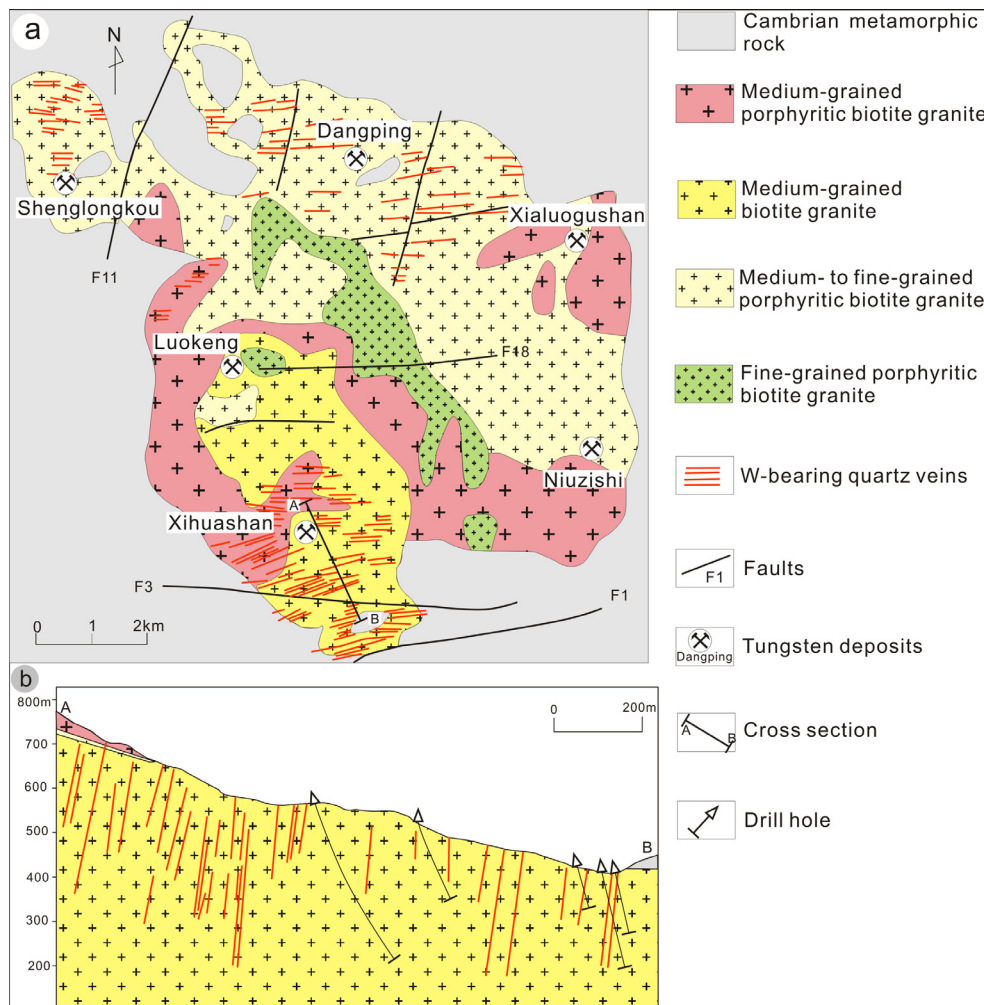 a
N
Dangping
Shenglongkou
Xialuogushan
F11
Luokeng
F18
Niuzishi
A
Xihuashan
F3
F1
B
0 1 2km
Cambrian metamorphic
rock
Medium-grained
porphyritic biotite granite
Medium-grained
biotite granite
Medium- to fine-grained
porphyritic biotite granite
Fine-grained porphyritic
biotite granite
W-bearing quartz veins
F1
Faults
Dangping
Tungsten deposits
A
B
Cross section
Drill hole
b
800m
A
0 200m
700
600
500
B
400
300
200